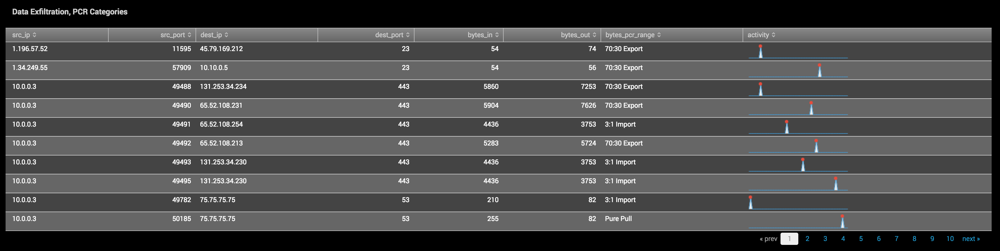 Data Exfiltration, PCR Categories
src_ip src_port dest_ip dest_port bytes_in bytes_out bytes_pcr_range activity
1.196.57.52 11595 45.79.169.212 23 54 74 70:30 Export
1.34.249.55 57909 10.10.0.5 23 54 56 70:30 Export
10.0.0.3 49488 131.253.34.234 443 5860 7253 70:30 Export
10.0.0.3 49490 65.52.108.231 443 5904 7626 70:30 Export
10.0.0.3 49491 65.52.108.254 443 4436 3753 3:1 Import
10.0.0.3 49492 65.52.108.213 443 5283 5724 70:30 Export
10.0.0.3 49493 131.253.34.230 443 4436 3753 3:1 Import
10.0.0.3 49495 131.253.34.230 443 4436 3753 3:1 Import
10.0.0.3 49782 75.75.75.75 53 210 82 3:1 Import
10.0.0.3 50185 75.75.75.75 53 255 82 Pure Pull
« prev 1 2 3 4 5 6 7 8 9 10 next »